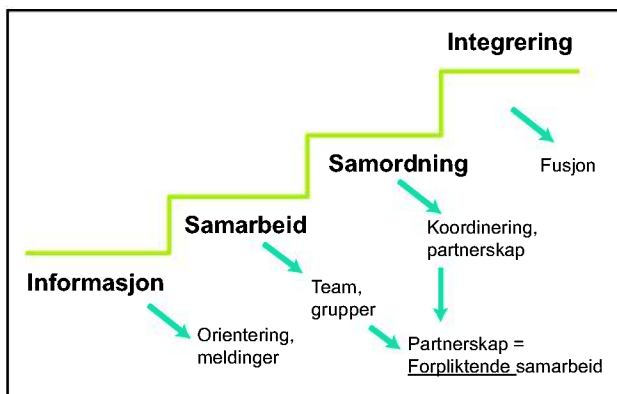 Integrering
Fusjon
Samordning
Koordinering,
partnerskap
Samarbeid
Team,
grupper
Partnerskap =
Forpliktende samarbeid
Informasjon
Orientering,
meldinger